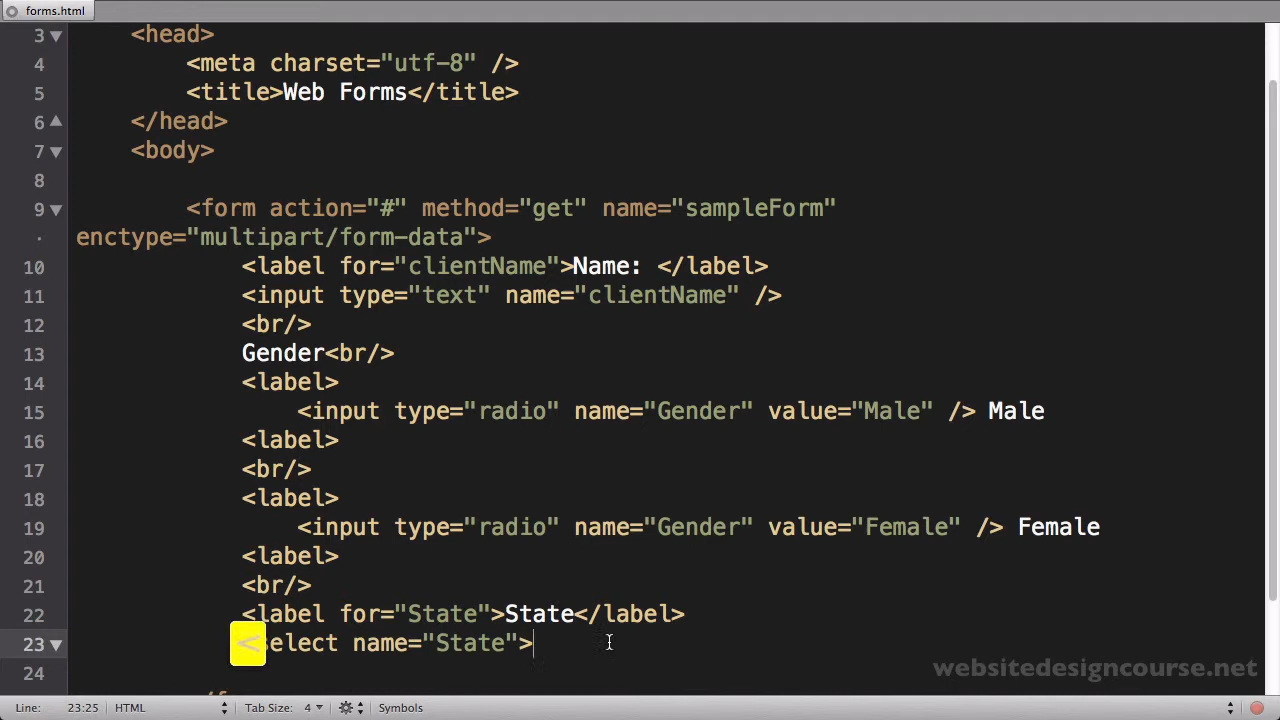 forms.html
3 <head>
4 <meta charset="utf-8" />
5 <title>Web Forms</title>
6 </head>
7 <body>
8
9 <form action="#" method="get" name="sampleForm"
enctype="multipart/form-data">
10 <label for="clientName">Name: </label>
11 <input type="text" name="clientName" />
12 <br/>
13 Gender<br/>
14 <label>
15 <input type="radio" name="Gender" value="Male" /> Male
16 <label>
17 <br/>
18 <label>
19 <input type="radio" name="Gender" value="Female" /> Female
20 <label>
21 <br/>
22 <label for="State">State</label>
23 <select name="State">
24
websitedesigncourse.net
Line: 23:25 HTML Tab Size: 4 Symbols